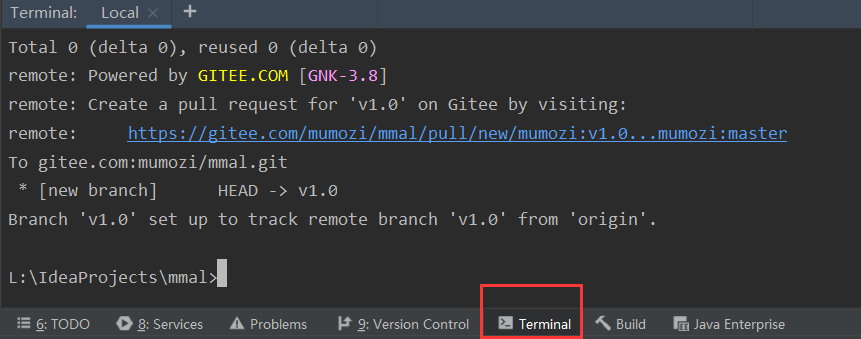 Terminal: Local × +
Total 0 (delta 0), reused 0 (delta 0)
remote: Powered by GITEE.COM [GNK-3.8]
remote: Create a pull request for 'v1.0' on Gitee by visiting:
remote:     https://gitee.com/mumozi/mmal/pull/new/mumozi:v1.0...mumozi:master
To gitee.com:mumozi/mmal.git
 * [new branch]      HEAD -> v1.0
Branch 'v1.0' set up to track remote branch 'v1.0' from 'origin'.
L:\IdeaProjects\mmal>
6: TODO 8: Services Problems 9: Version Control Terminal Build Java Enterprise